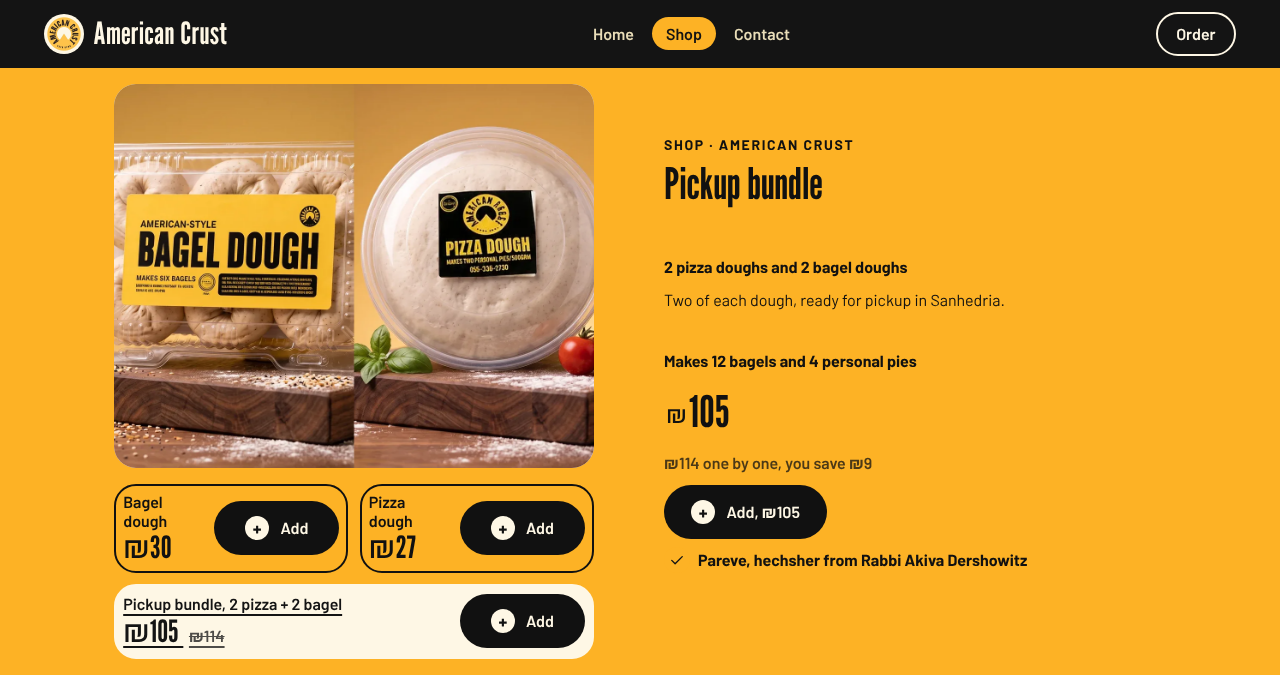 American Crust
Home
Shop
Contact
Order
AMERICAN-STYLE
BAGEL DOUGH
MAKES SIX BAGELS
PIZZA DOUGH
MAKES TWO PERSONAL PIES/500GRAM
055-336-2730
Bagel
dough
₪30
+ Add
Pizza
dough
₪27
+ Add
Pickup bundle, 2 pizza + 2 bagel
₪105 ₪114
+ Add
SHOP · AMERICAN CRUST
Pickup bundle
2 pizza doughs and 2 bagel doughs
Two of each dough, ready for pickup in Sanhedria.
Makes 12 bagels and 4 personal pies
₪105
₪114 one by one, you save ₪9
+ Add, ₪105
Pareve, hechsher from Rabbi Akiva Dershowitz